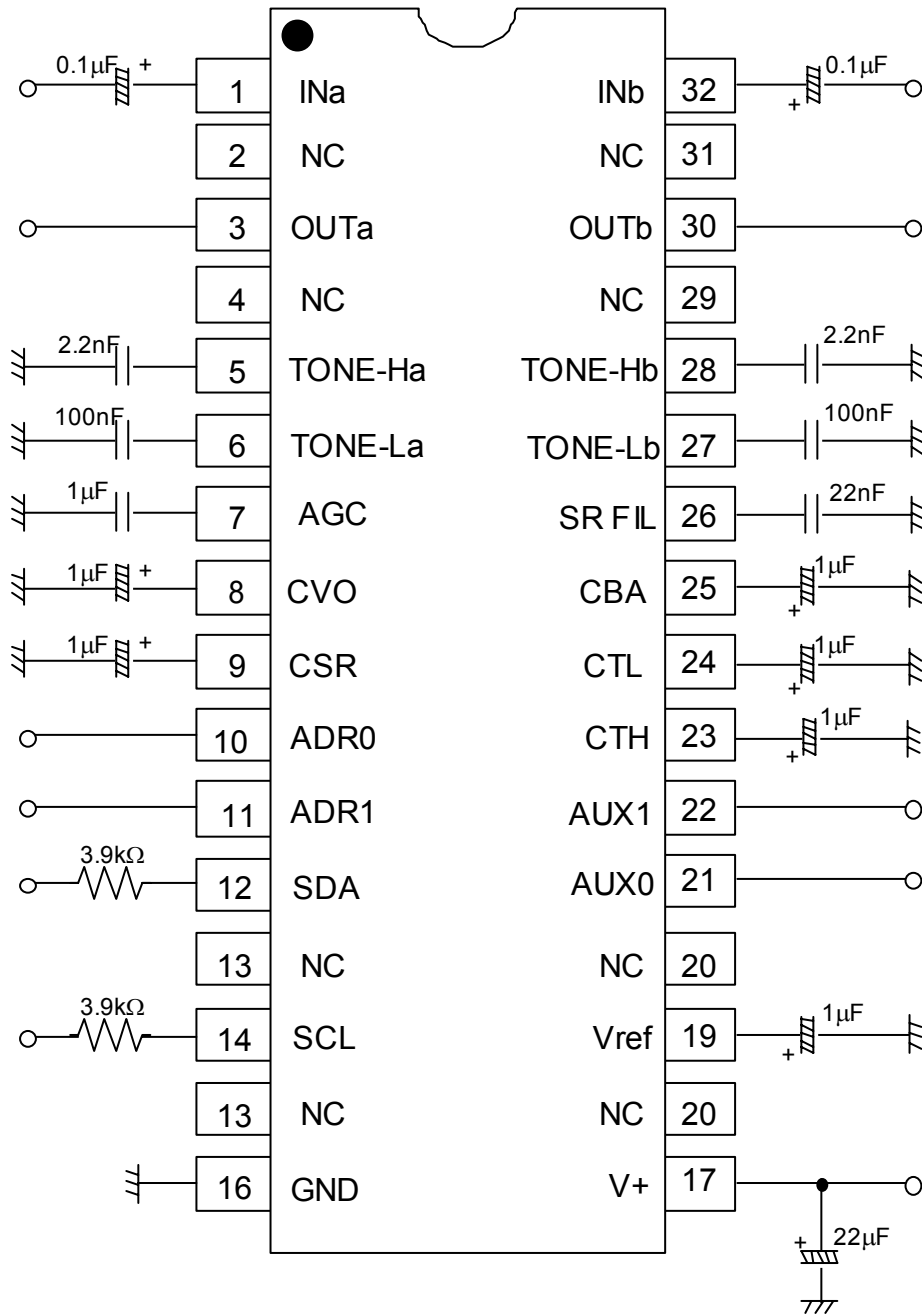 0.1μF + 1 INa INb 32 + 0.1μF
2 NC NC 31
3 OUTa OUTb 30
4 NC NC 29
2.2nF 5 TONE-Ha TONE-Hb 28 2.2nF
100nF 6 TONE-La TONE-Lb 27 100nF
1μF 7 AGC SR FIL 26 22nF
1μF + 8 CVO CBA 25 + 1μF
1μF + 9 CSR CTL 24 + 1μF
10 ADR0 CTH 23 + 1μF
11 ADR1 AUX1 22
3.9kΩ 12 SDA AUX0 21
13 NC NC 20
3.9kΩ 14 SCL Vref 19 + 1μF
13 NC NC 20
16 GND V+ 17
+ 22μF